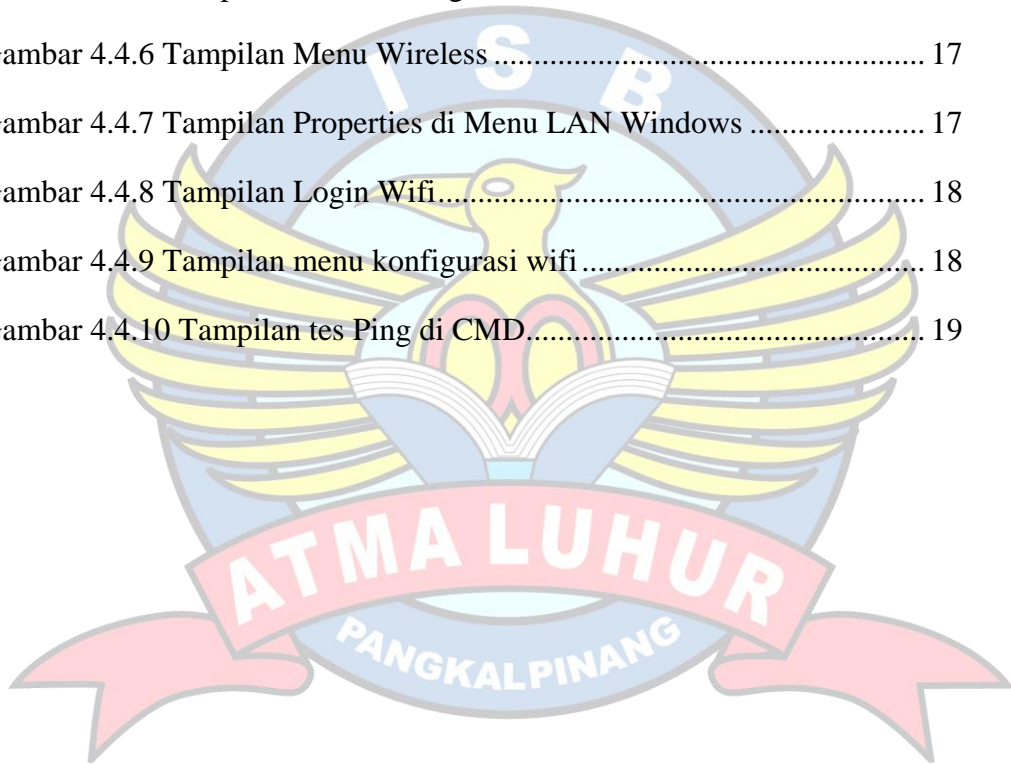 ambar 4.4.6 Tampilan Menu Wireless ........................................................ 17
ambar 4.4.7 Tampilan Properties di Menu LAN Windows ...................... 17
ambar 4.4.8 Tampilan Login Wifi............................................................... 18
ambar 4.4.9 Tampilan menu konfigurasi wifi ............................................ 18
ambar 4.4.10 Tampilan tes Ping di CMD................................................... 19
I S B
ATMA LUHUR
PANGKALPINANG